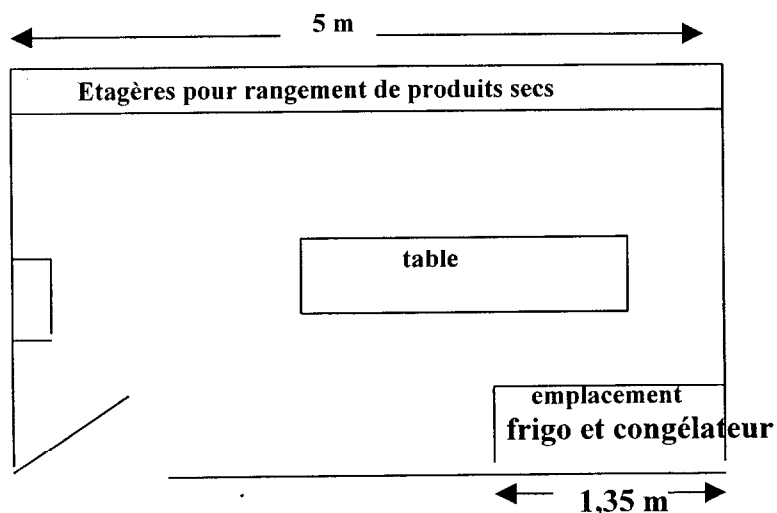 5 m
Etagères pour rangement de produits secs
table
emplacement
frigo et congélateur
1,35 m